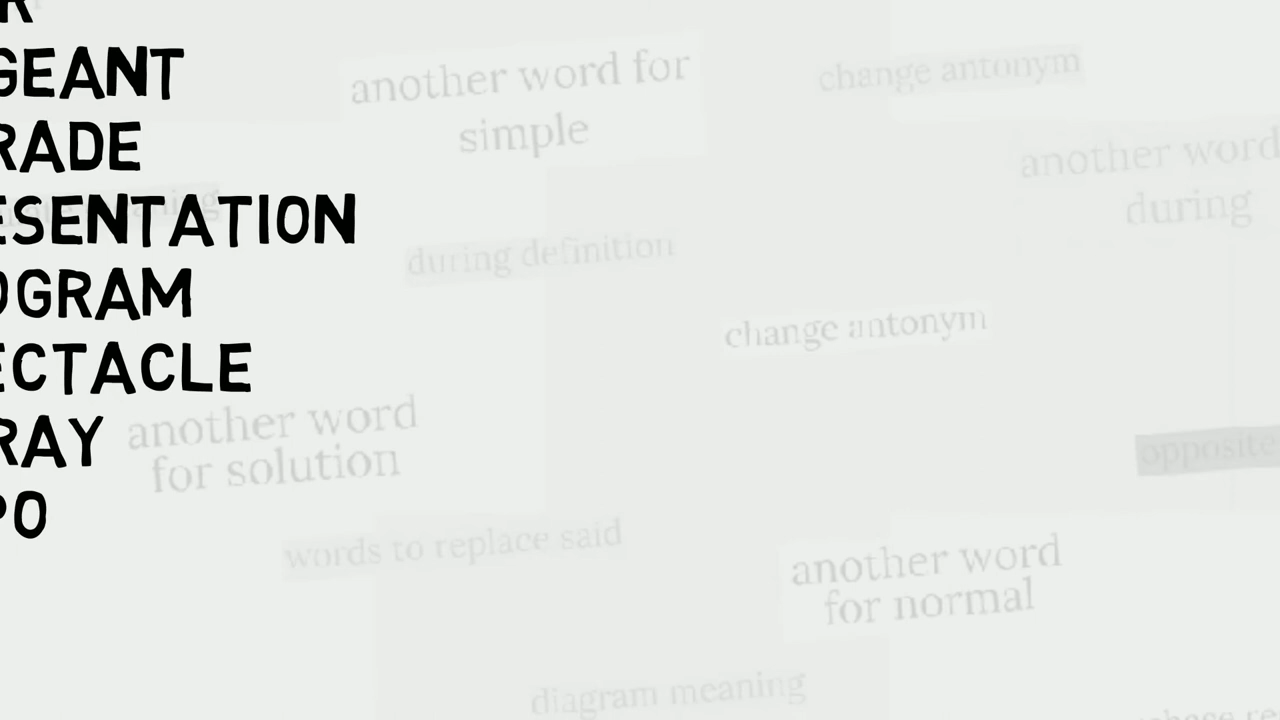 R
GEANT
RADE
ESENTATION
OGRAM
ECTACLE
RAY
PO
another word for
simple
change antonym
another word
during
during definition
change antonym
another word
for solution
opposite
words to replace said
another word
for normal
diagram meaning